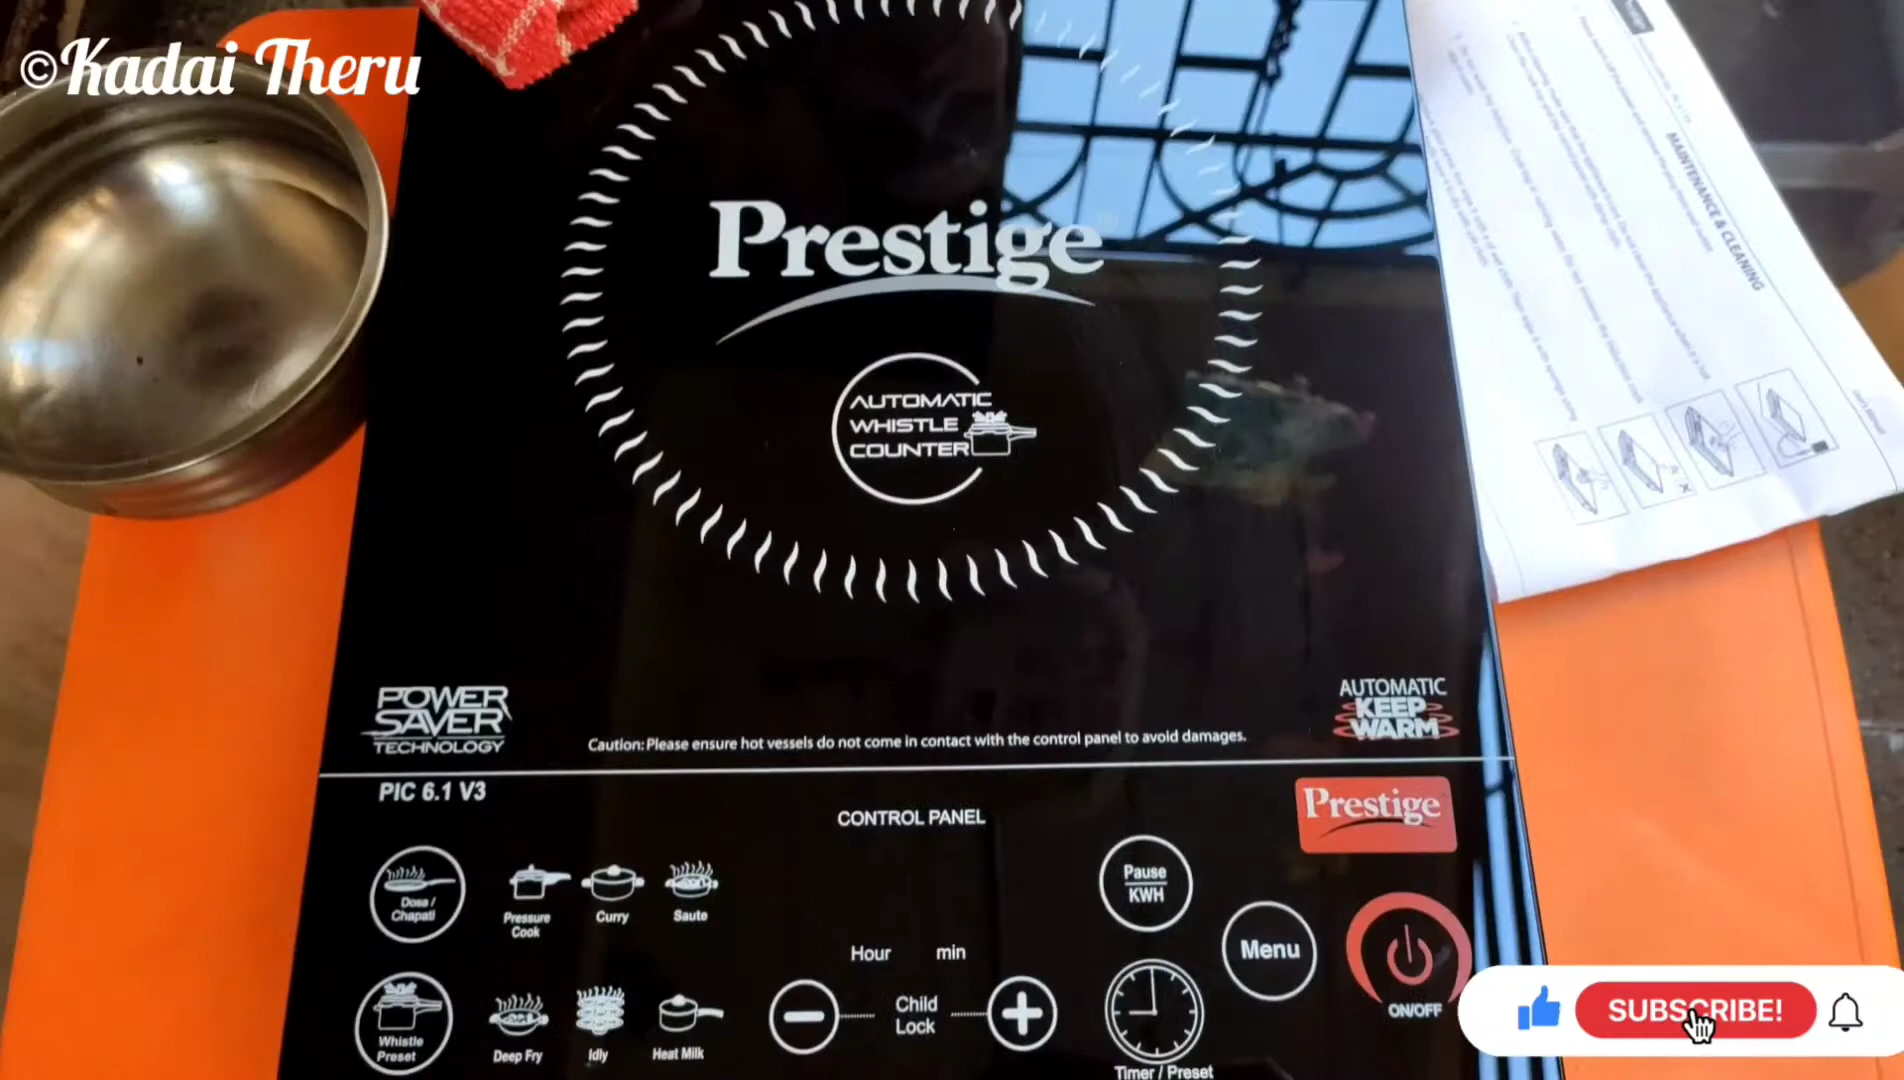 ©Kadai Theru
Prestige
AUTOMATIC
WHISTLE
COUNTER
MAINTENANCE & CLEANING
POWER
SAVER
TECHNOLOGY
AUTOMATIC
KEEP
WARM
Caution: Please ensure hot vessels do not come in contact with the control panel to avoid damages.
PIC 6.1 V3
CONTROL PANEL
Prestige
Dosa /
Chapati
Pressure
Cook
Curry
Saute
Pause
KWH
Menu
Hour min
ON/OFF
Whistle
Preset
Deep Fry
Idly
Heat Milk
Child
Lock
Timer / Preset
SUBSCRIBE!